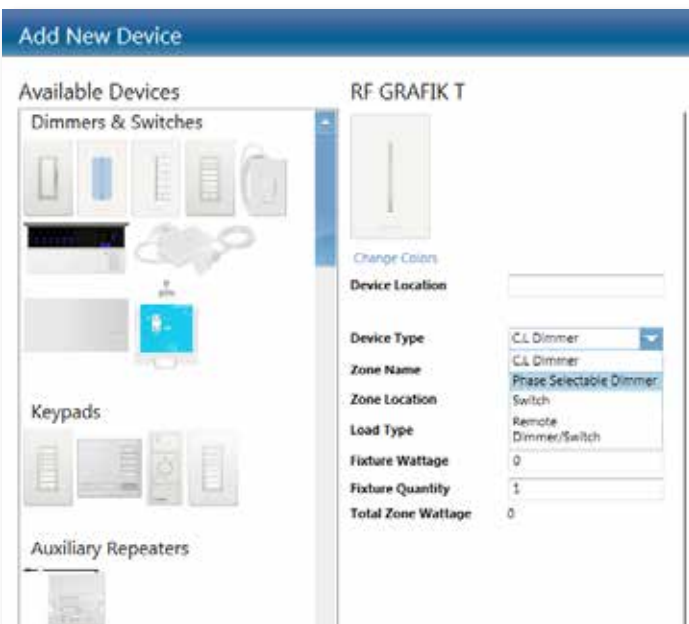 Add New Device
Available Devices
Dimmers & Switches
Keypads
Auxiliary Repeaters
RF GRAFIK T
Change Colors
Device Location
Device Type
C.L Dimmer
C.L Dimmer
Phase Selectable Dimmer
Switch
Remote
Dimmer/Switch
Zone Name
Zone Location
Load Type
Fixture Wattage
0
Fixture Quantity
1
Total Zone Wattage
0